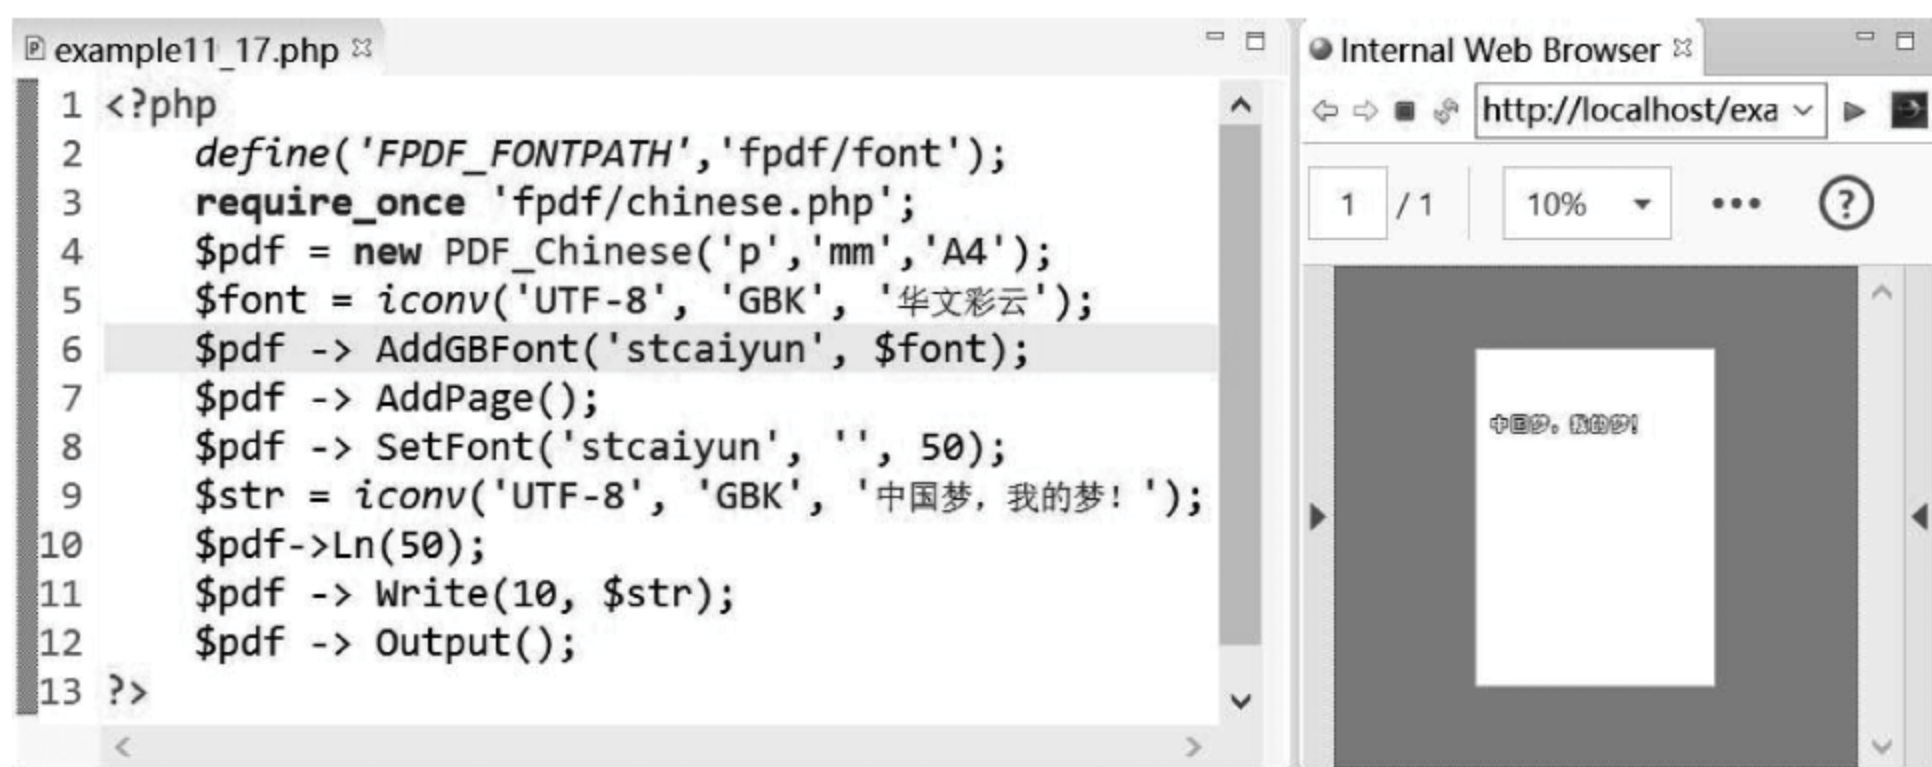 example11_17.php
1 <?php
2 define('FPDF_FONTPATH','fpdf/font');
3 require_once 'fpdf/chinese.php';
4 $pdf = new PDF_Chinese('p','mm','A4');
5 $font = iconv('UTF-8', 'GBK', '华文彩云');
6 $pdf -> AddGBFont('stcaiyun', $font);
7 $pdf -> AddPage();
8 $pdf -> SetFont('stcaiyun', '', 50);
9 $str = iconv('UTF-8', 'GBK', '中国梦，我的梦！');
10 $pdf->Ln(50);
11 $pdf -> Write(10, $str);
12 $pdf -> Output();
13 ?>
Internal Web Browser
http://localhost/exa
1 / 1 10% ••• ?
中国梦，我的梦！